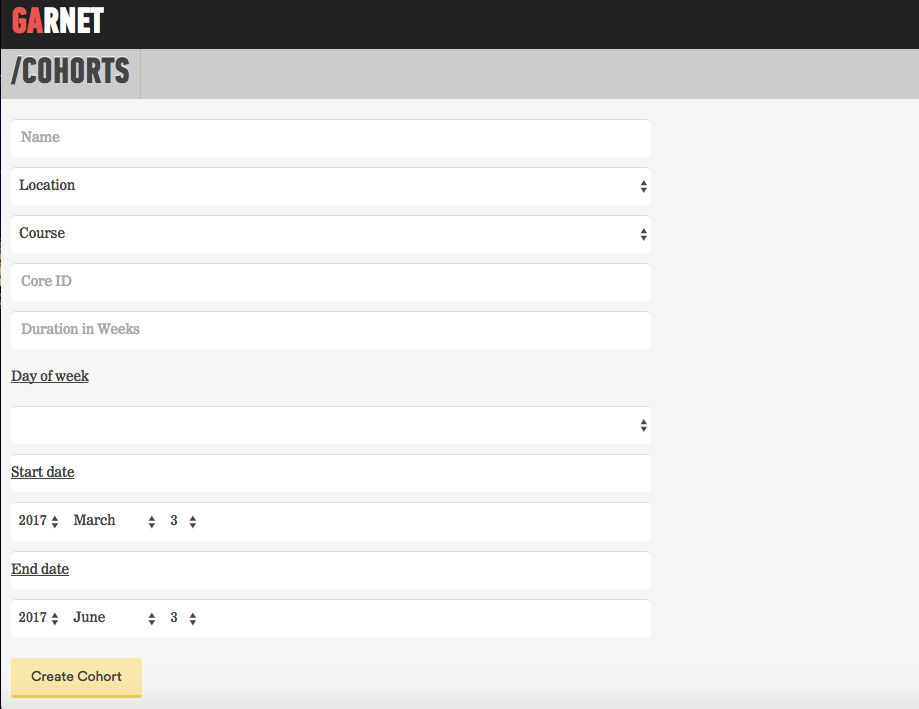 GARNET
/COHORTS
Name
Location
Course
Core ID
Duration in Weeks
Day of week
Start date
2017 March 3
End date
2017 June 3
Create Cohort